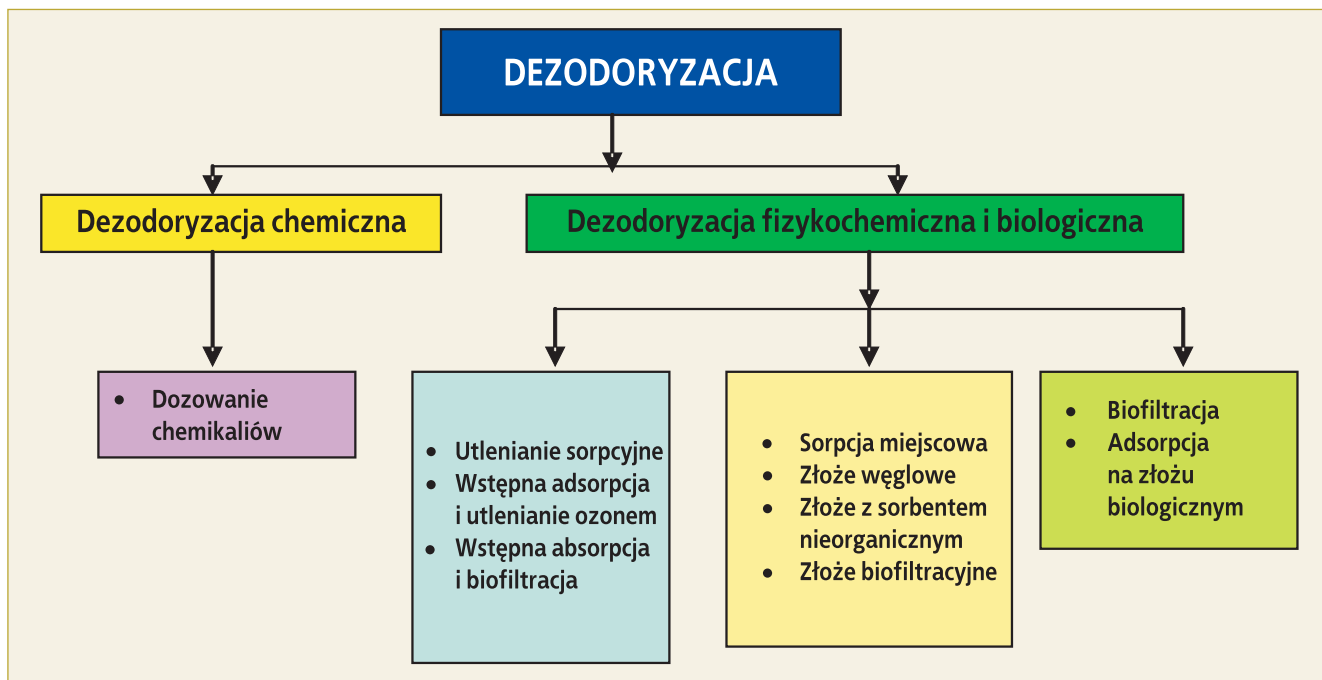 DEZODORYZACJA
Dezodoryzacja chemiczna
Dezodoryzacja fizykochemiczna i biologiczna
• Dozowanie
chemikaliów
• Utlenianie sorpcyjne
• Wstępna adsorpcja
i utlenianie ozonem
• Wstępna absorpcja
i biofiltracja
• Sorpcja miejscowa
• Złoże węglowe
• Złoże z sorbentem
nieorganicznym
• Złoże biofiltracyjne
• Biofiltracja
• Adsorpcja
na złożu
biologicznym